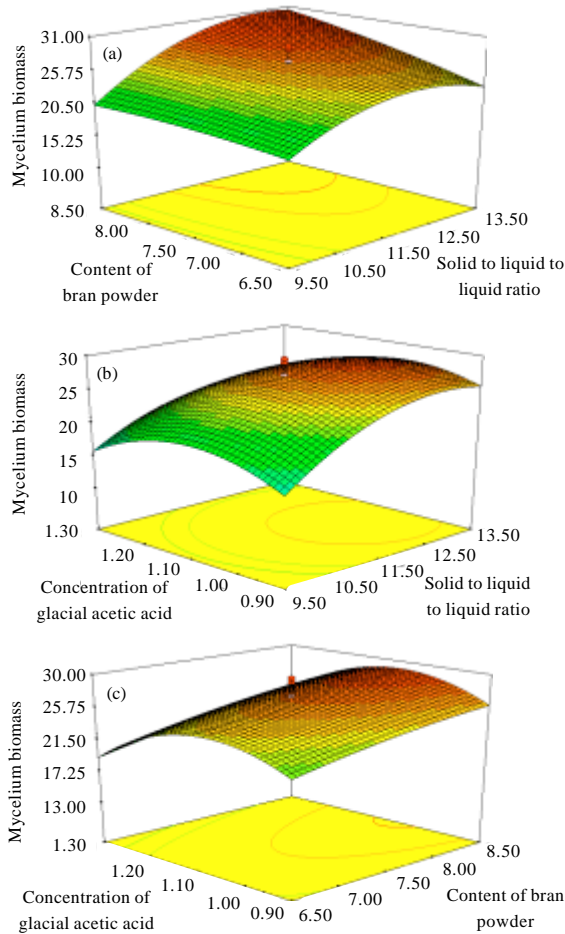 (a)
Mycelium biomass
31.00
25.75
20.50
15.25
10.00
8.50
8.00
7.50
7.00
6.50
Content of
bran powder
9.50
10.50
11.50
12.50
13.50
Solid to liquid to
liquid ratio
(b)
Mycelium biomass
30
25
20
15
10
1.30
1.20
1.10
1.00
0.90
Concentration of
glacial acetic acid
9.50
10.50
11.50
12.50
13.50
Solid to liquid
to liquid ratio
(c)
Mycelium biomass
30.00
25.75
21.50
17.25
13.00
1.30
1.20
1.10
1.00
0.90
Concentration of
glacial acetic acid
6.50
7.00
7.50
8.00
8.50
Content of bran
powder